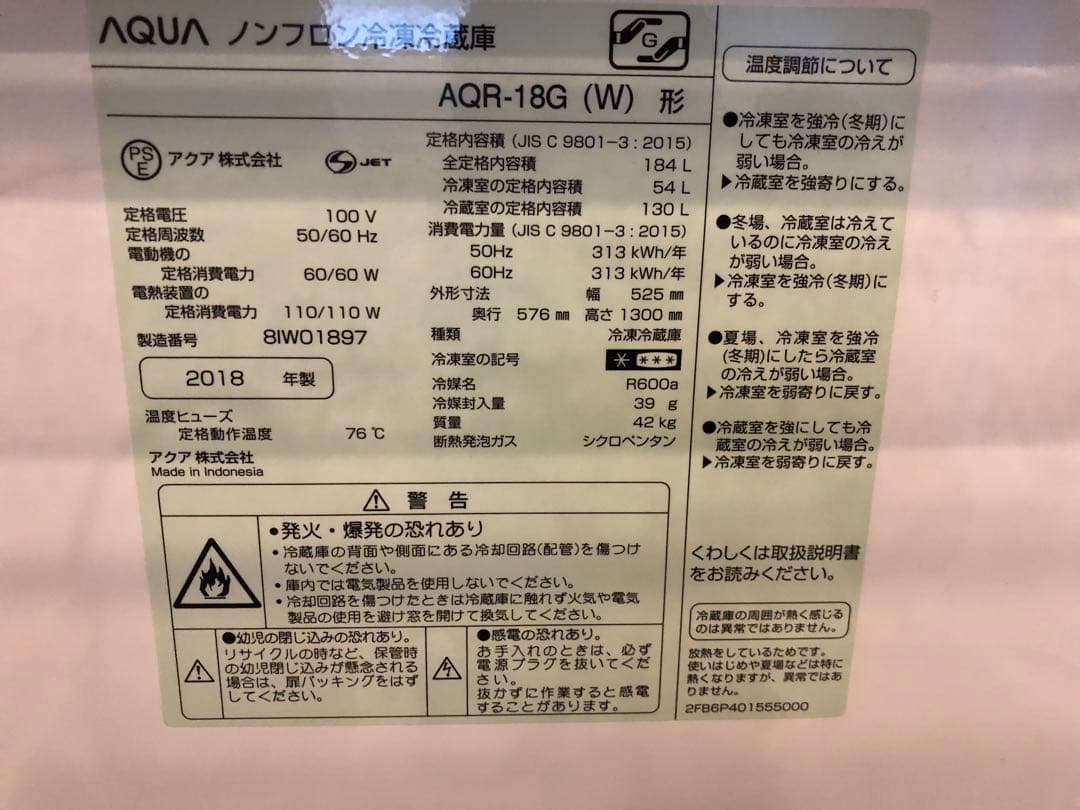 AQUA ノンフロン冷凍冷蔵庫
G
AQR-18G (W) 形
PS
E
アクア 株式会社
S JET
定格電圧 100 V
定格周波数 50/60 Hz
電動機の
定格消費電力 60/60 W
電熱装置の
定格消費電力 110/110 W
製造番号 8IW01897
2018 年製
温度ヒューズ
定格動作温度 76 ℃
アクア 株式会社
Made in Indonesia
定格内容積 (JIS C 9801-3 : 2015)
全定格内容積 184 L
冷凍室の定格内容積 54 L
冷蔵室の定格内容積 130 L
消費電力量 (JIS C 9801-3 : 2015)
50Hz 313 kWh/年
60Hz 313 kWh/年
外形寸法 幅 525 ㎜
奥行 576 ㎜ 高さ 1300 ㎜
種類 冷凍冷蔵庫
冷凍室の記号 * ***
冷媒名 R600a
冷媒封入量 39 g
質量 42 kg
断熱発泡ガス シクロペンタン
⚠ 警 告
●発火・爆発の恐れあり
・冷蔵庫の背面や側面にある冷却回路(配管)を傷つけ
ないでください。
・庫内では電気製品を使用しないでください。
・冷却回路を傷つけたときは冷蔵庫に触れず火気や電気
製品の使用を避け窓を開けて換気してください。
●幼児の閉じ込みの恐れあり。
リサイクルの時など、保管時
の幼児閉じ込みが懸念される
場合は、扉パッキングをはず
してください。
●感電の恐れあり。
お手入れのときは、必ず
電源プラグを抜いてくだ
さい。
抜かずに作業すると感電
することがあります。
温度調節について
●冷凍室を強冷(冬期)に
しても冷凍室の冷えが
弱い場合。
▶冷蔵室を強寄りにする。
●冬場、冷蔵室は冷えて
いるのに冷凍室の冷え
が弱い場合。
▶冷凍室を強冷(冬期)に
する。
●夏場、冷凍室を強冷
(冬期)にしたら冷蔵室
の冷えが弱い場合。
▶冷凍室を弱寄りに戻す。
●冷蔵室を強にしても冷
蔵室の冷えが弱い場合。
▶冷凍室を弱寄りに戻す。
くわしくは取扱説明書
をお読みください。
冷蔵庫の周囲が熱く感じる
のは異常ではありません。
放熱をしているためです。
使いはじめや夏場などは特に
熱くなりますが、異常ではあ
りません。
2FB6P401555000